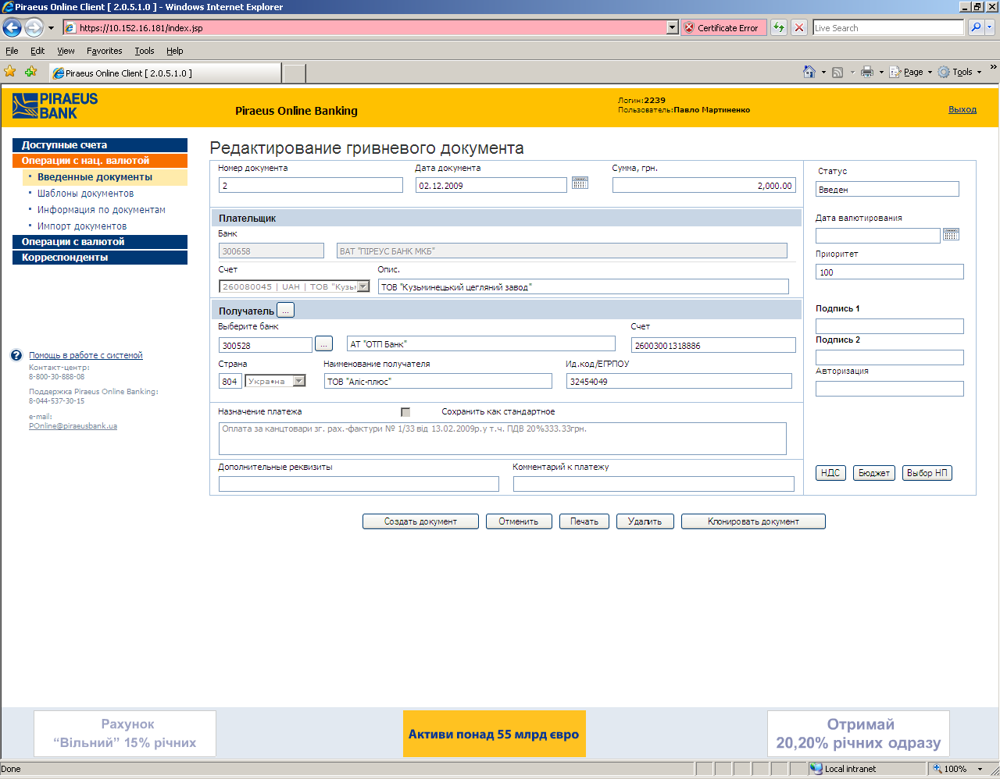 Piraeus Online Client [ 2.0.5.1.0 ] - Windows Internet Explorer
https://10.152.16.181/index.jsp
Certificate Error
Live Search
File Edit View Favorites Tools Help
Piraeus Online Client [ 2.0.5.1.0 ]
Page Tools »
PIRAEUS BANK
Piraeus Online Banking
Логин:2239
Пользователь:Павло Мартиненко
Выход
Доступные счета
Операции с нац. валютой
Введенные документы
Шаблоны документов
Информация по документам
Импорт документов
Операции с валютой
Корреспонденты
Помощь в работе с системой
Контакт-центр:
8-800-30-888-08
Поддержка Piraeus Online Banking:
8-044-537-30-15
e-mail:
POnline@piraeusbank.ua
Редактирование гривневого документа
Номер документа Дата документа Сумма, грн.
2 02.12.2009 2,000.00
Плательщик
Банк
300658 ВАТ "ПІРЕУС БАНК МКБ"
Счет Опис.
260080045 | UAH | ТОВ "Кузьм ТОВ "Кузьминецький цегляний завод"
Получатель ...
Выберите банк Счет
300528 ... АТ "ОТП Банк" 26003001318886
Страна Наименование получателя Ид.код/ЕГРПОУ
804 Укра•на ТОВ "Аліс-плюс" 32454049
Назначение платежа Сохранить как стандартное
Оплата за канцтовари зг. рах.-фактури № 1/33 від 13.02.2009р.у т.ч. ПДВ 20%333.33грн.
Дополнительные реквизиты Комментарий к платежу
Статус
Введен
Дата валютирования
Приоритет
100
Подпись 1
Подпись 2
Авторизация
НДС Бюджет Выбор НП
Создать документ Отменить Печать Удалить Клонировать документ
Рахунок
“Вільний” 15% річних
Активи понад 55 млрд євро
Отримай
20,20% річних одразу
Done Local intranet 100%